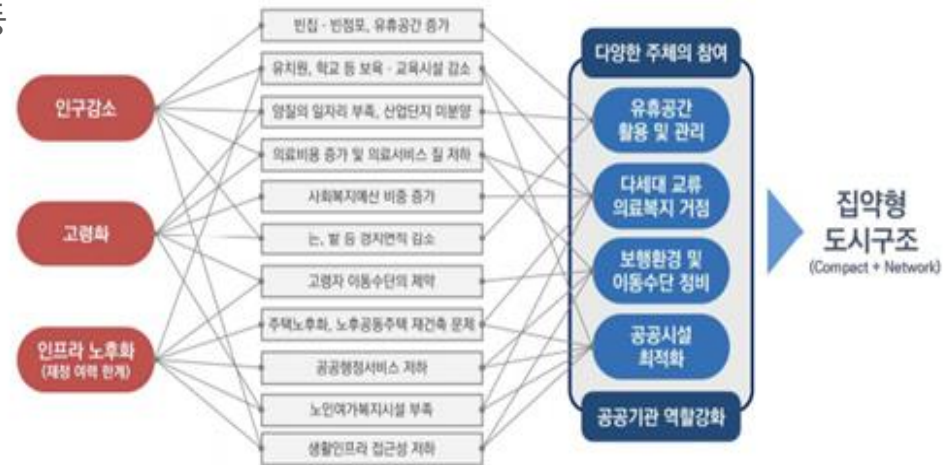 등
인구감소
고령화
인프라 노후화
(재정 여력 한계)
빈집 · 빈점포, 유휴공간 증가
유치원, 학교 등 보육 · 교육시설 감소
양질의 일자리 부족, 산업단지 미분양
의료비용 증가 및 의료서비스 질 저하
사회복지예산 비중 증가
논, 밭 등 경지면적 감소
고령자 이동수단의 제약
주택노후화, 노후공동주택 재건축 문제
공공행정서비스 저하
노인여가복지시설 부족
생활인프라 접근성 저하
다양한 주체의 참여
유휴공간
활용 및 관리
다세대 교류
의료복지 거점
보행환경 및
이동수단 정비
공공시설
최적화
공공기관 역할강화
집약형
도시구조
(Compact + Network)